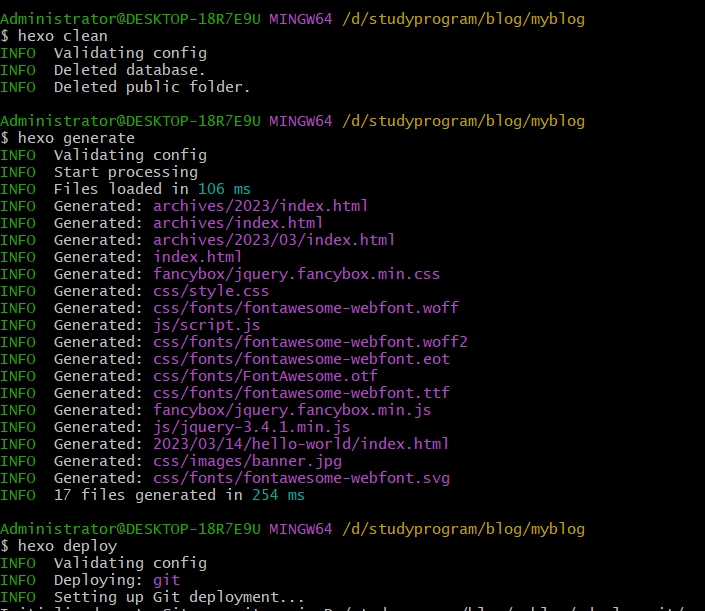 Administrator@DESKTOP-18R7E9U MINGW64 /d/studyprogram/blog/myblog
$ hexo clean
INFO  Validating config
INFO  Deleted database.
INFO  Deleted public folder.
Administrator@DESKTOP-18R7E9U MINGW64 /d/studyprogram/blog/myblog
$ hexo generate
INFO  Validating config
INFO  Start processing
INFO  Files loaded in 106 ms
INFO  Generated: archives/2023/index.html
INFO  Generated: archives/index.html
INFO  Generated: archives/2023/03/index.html
INFO  Generated: index.html
INFO  Generated: fancybox/jquery.fancybox.min.css
INFO  Generated: css/style.css
INFO  Generated: css/fonts/fontawesome-webfont.woff
INFO  Generated: js/script.js
INFO  Generated: css/fonts/fontawesome-webfont.woff2
INFO  Generated: css/fonts/fontawesome-webfont.eot
INFO  Generated: css/fonts/FontAwesome.otf
INFO  Generated: css/fonts/fontawesome-webfont.ttf
INFO  Generated: fancybox/jquery.fancybox.min.js
INFO  Generated: js/jquery-3.4.1.min.js
INFO  Generated: 2023/03/14/hello-world/index.html
INFO  Generated: css/images/banner.jpg
INFO  Generated: css/fonts/fontawesome-webfont.svg
INFO  17 files generated in 254 ms
Administrator@DESKTOP-18R7E9U MINGW64 /d/studyprogram/blog/myblog
$ hexo deploy
INFO  Validating config
INFO  Deploying: git
INFO  Setting up Git deployment...